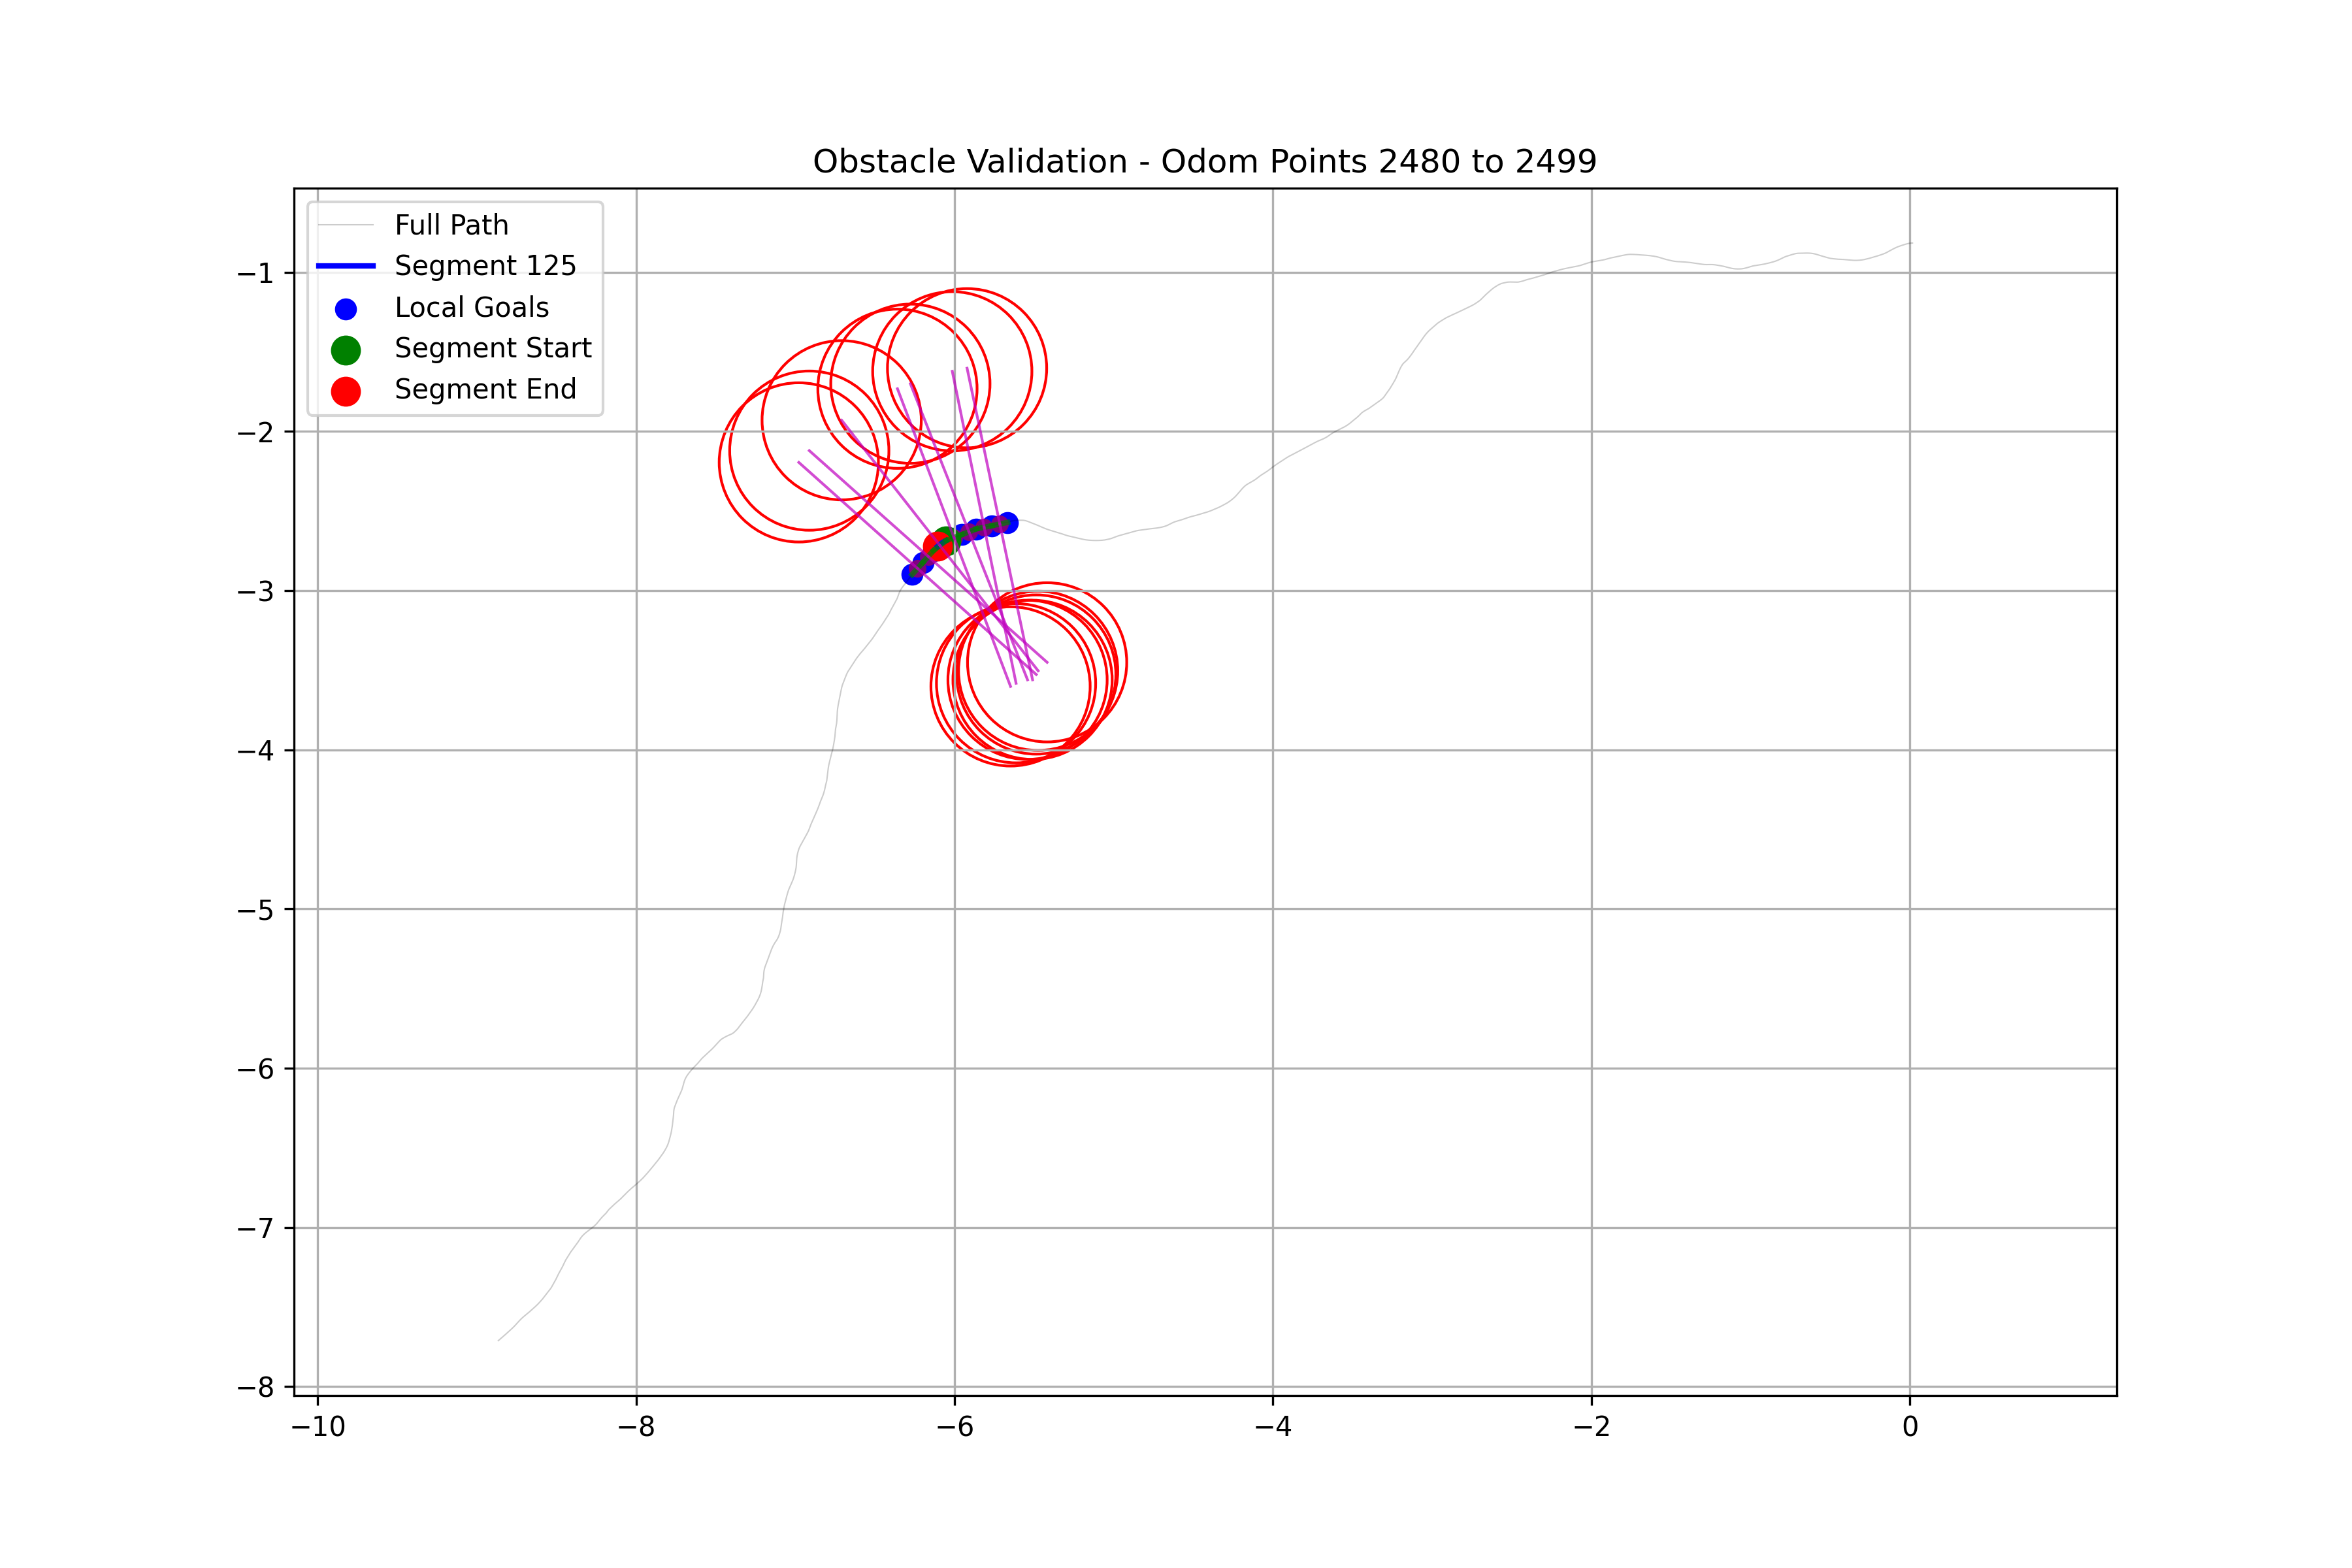 Obstacle Validation - Odom Points 2480 to 2499
Full Path
Segment 125
Local Goals
Segment Start
Segment End
−1
−2
−3
−4
−5
−6
−7
−8
−10
−8
−6
−4
−2
0